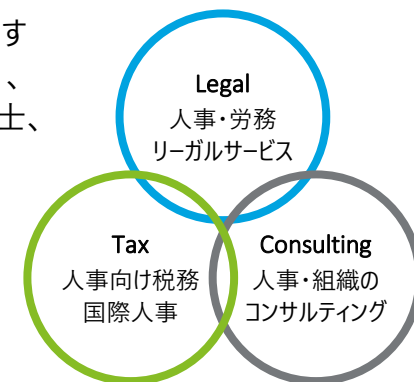 す
、
士、
Legal
人事・労務
リーガルサービス
Tax
人事向け税務
国際人事
Consulting
人事・組織の
コンサルティング